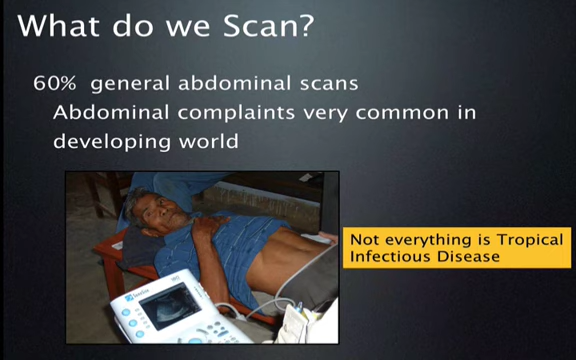 What do we Scan?
60% general abdominal scans
Abdominal complaints very common in
developing world
Not everything is Tropical
Infectious Disease